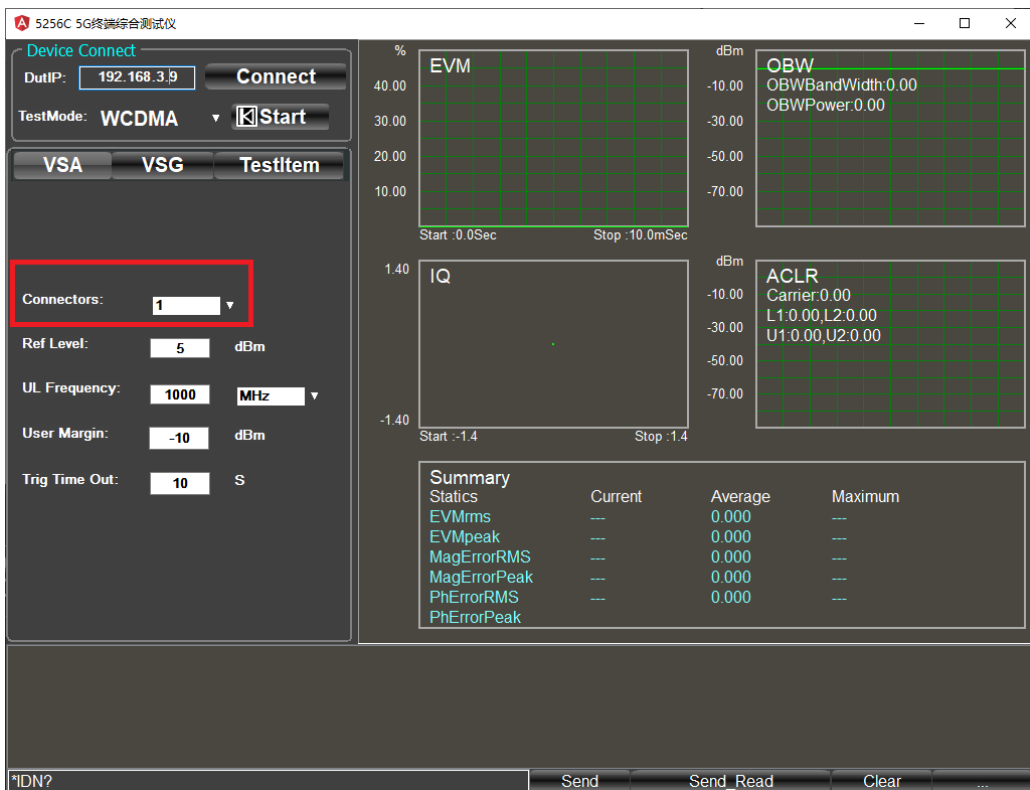 5256C 5G终端综合测试仪
Device Connect
DutIP: 192.168.3.9 Connect
TestMode: WCDMA Start
VSA VSG TestItem
Connectors: 1
Ref Level: 5 dBm
UL Frequency: 1000 MHz
User Margin: -10 dBm
Trig Time Out: 10 S
%
EVM
40.00
30.00
20.00
10.00
Start :0.0Sec Stop :10.0mSec
dBm
OBW
OBWBandWidth:0.00
OBWPower:0.00
-10.00
-30.00
-50.00
-70.00
1.40
IQ
-1.40
Start :-1.4 Stop :1.4
dBm
ACLR
Carrier:0.00
L1:0.00,L2:0.00
U1:0.00,U2:0.00
-10.00
-30.00
-50.00
-70.00
Summary
Statics Current Average Maximum
EVMrms --- 0.000 ---
EVMpeak --- 0.000 ---
MagErrorRMS --- 0.000 ---
MagErrorPeak --- 0.000 ---
PhErrorRMS --- 0.000 ---
PhErrorPeak
*IDN? Send Send_Read Clear ...